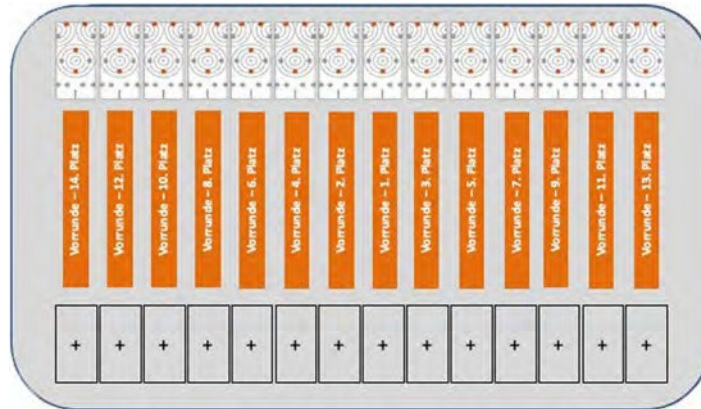 Vorrunde – 14. Platz
Vorrunde – 12. Platz
Vorrunde – 10. Platz
Vorrunde – 8. Platz
Vorrunde – 6. Platz
Vorrunde – 4. Platz
Vorrunde – 2. Platz
Vorrunde – 1. Platz
Vorrunde – 3. Platz
Vorrunde – 5. Platz
Vorrunde – 7. Platz
Vorrunde – 9. Platz
Vorrunde – 11. Platz
Vorrunde – 13. Platz
+ + + + + + + + + + + + + +